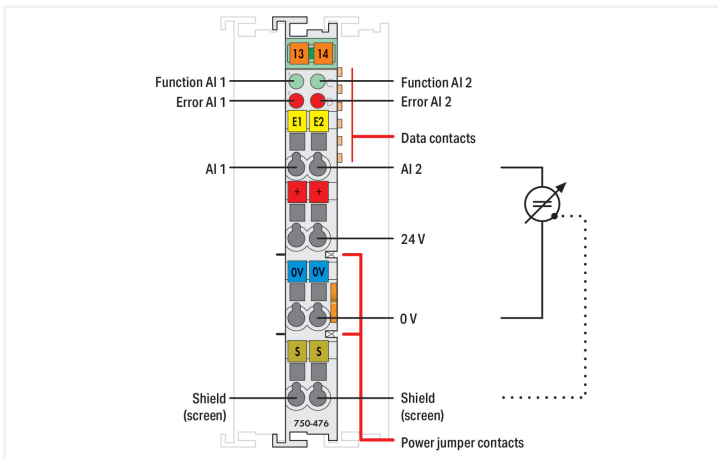 13 14
Function AI 1
Function AI 2
C
Error AI 1
Error AI 2
D
E1 E2
Data contacts
AI 1
AI 2
+ +
24 V
0V 0V
0 V
S S
Shield
(screen)
Shield
(screen)
750-476
Power jumper contacts